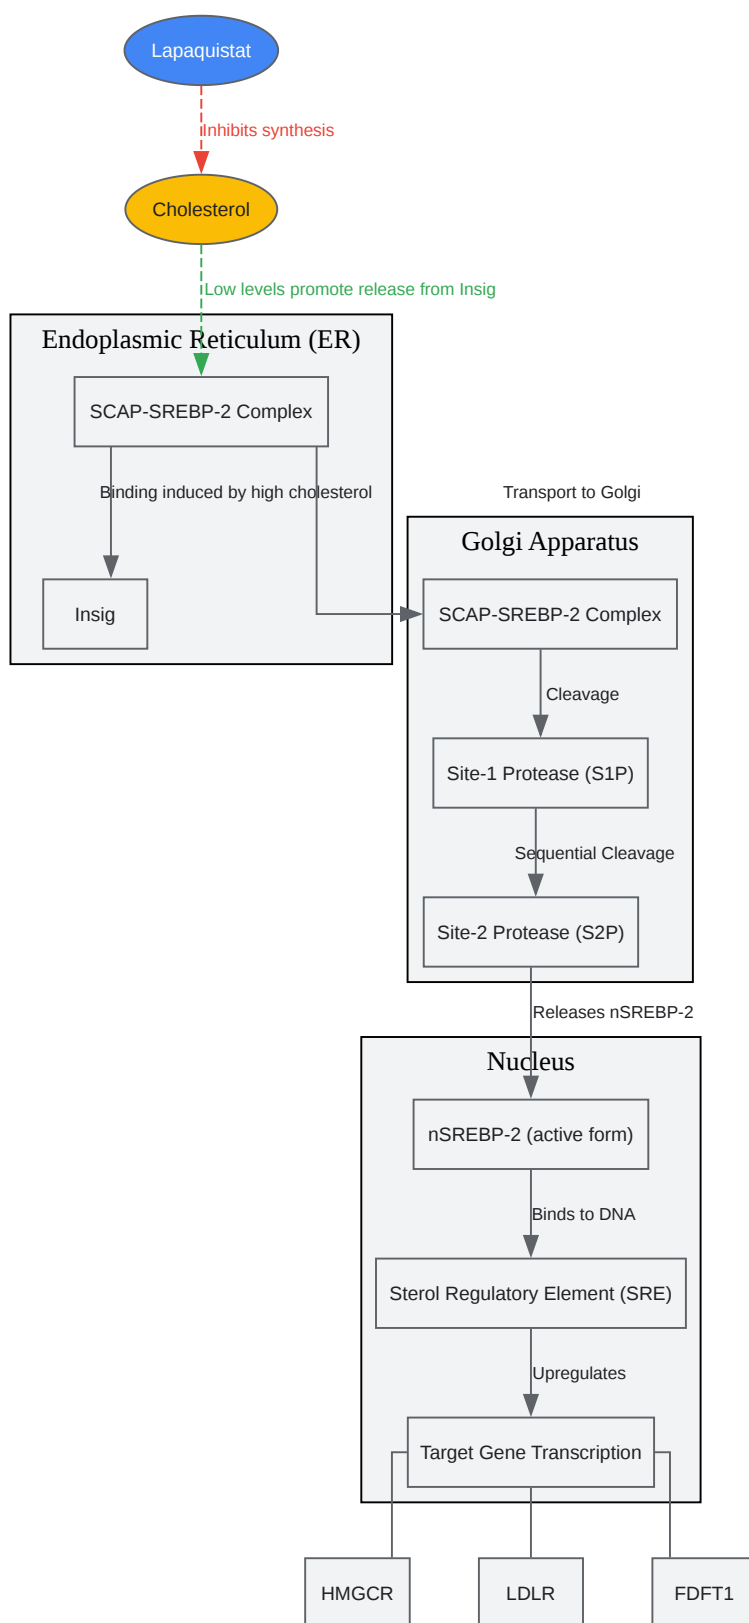 Lapaquistat
Inhibits synthesis
Cholesterol
Low levels promote release from Insig
Endoplasmic Reticulum (ER)
SCAP-SREBP-2 Complex
Binding induced by high cholesterol
Transport to Golgi
Golgi Apparatus
Insig
SCAP-SREBP-2 Complex
Cleavage
Site-1 Protease (S1P)
Sequential Cleavage
Site-2 Protease (S2P)
Releases nSREBP-2
Nucleus
nSREBP-2 (active form)
Binds to DNA
Sterol Regulatory Element (SRE)
Upregulates
Target Gene Transcription
HMGCR
LDLR
FDFT1